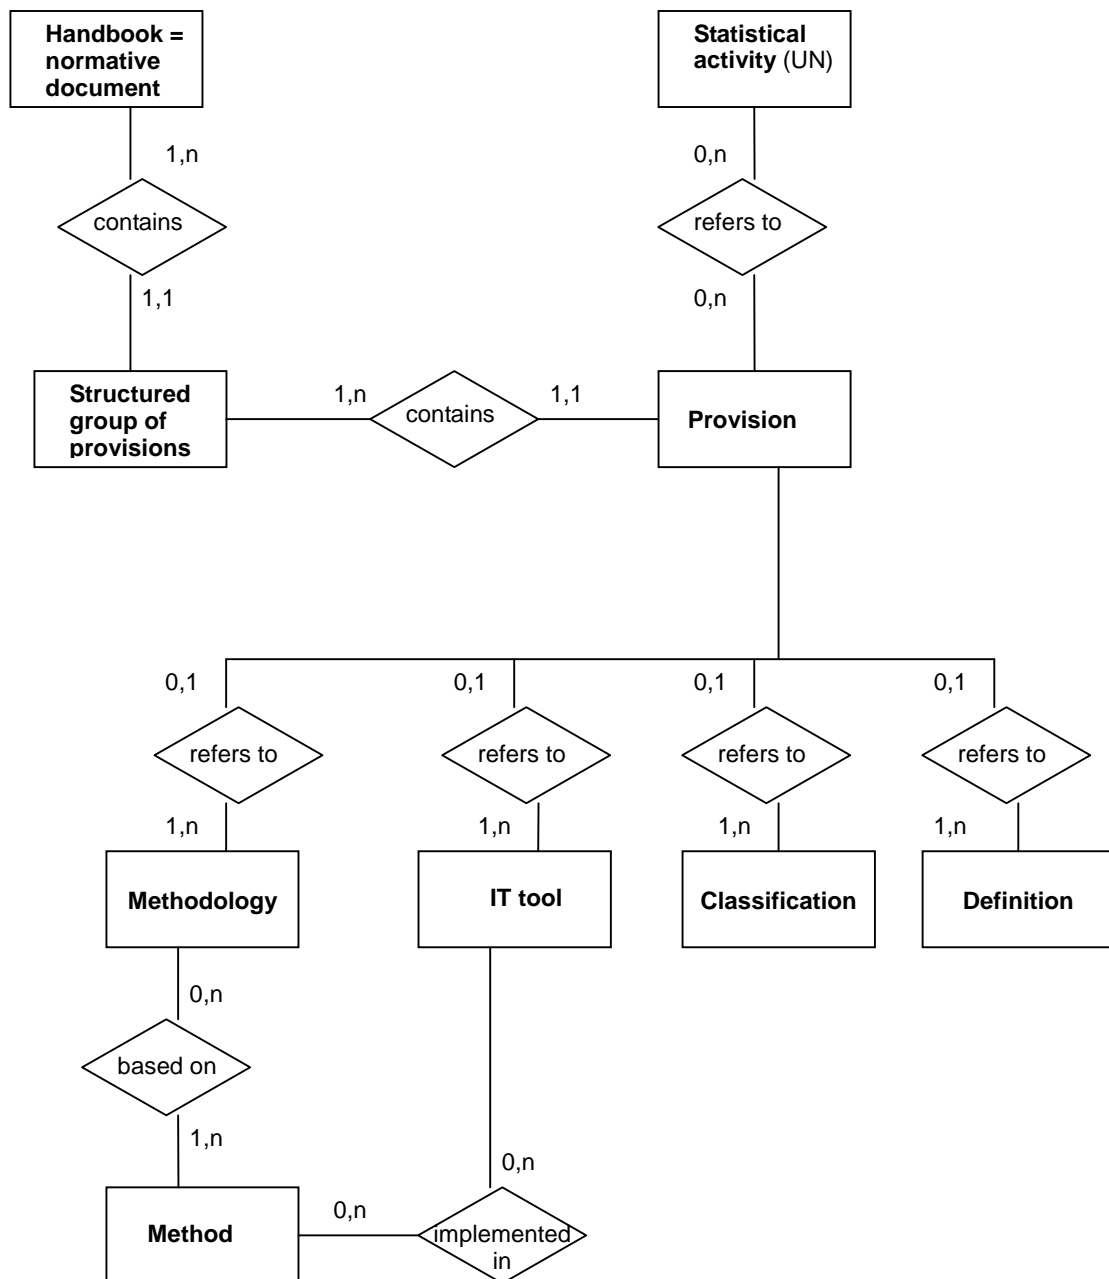 Handbook =
normative
document
Statistical
activity (UN)
1,n
0,n
contains
refers to
1,1
0,n
Structured
group of
provisions
1,n
contains
1,1
Provision
0,1
0,1
0,1
0,1
refers to
refers to
refers to
refers to
1,n
1,n
1,n
1,n
Methodology
IT tool
Classification
Definition
0,n
based on
1,n
0,n
Method
0,n
implemented
in